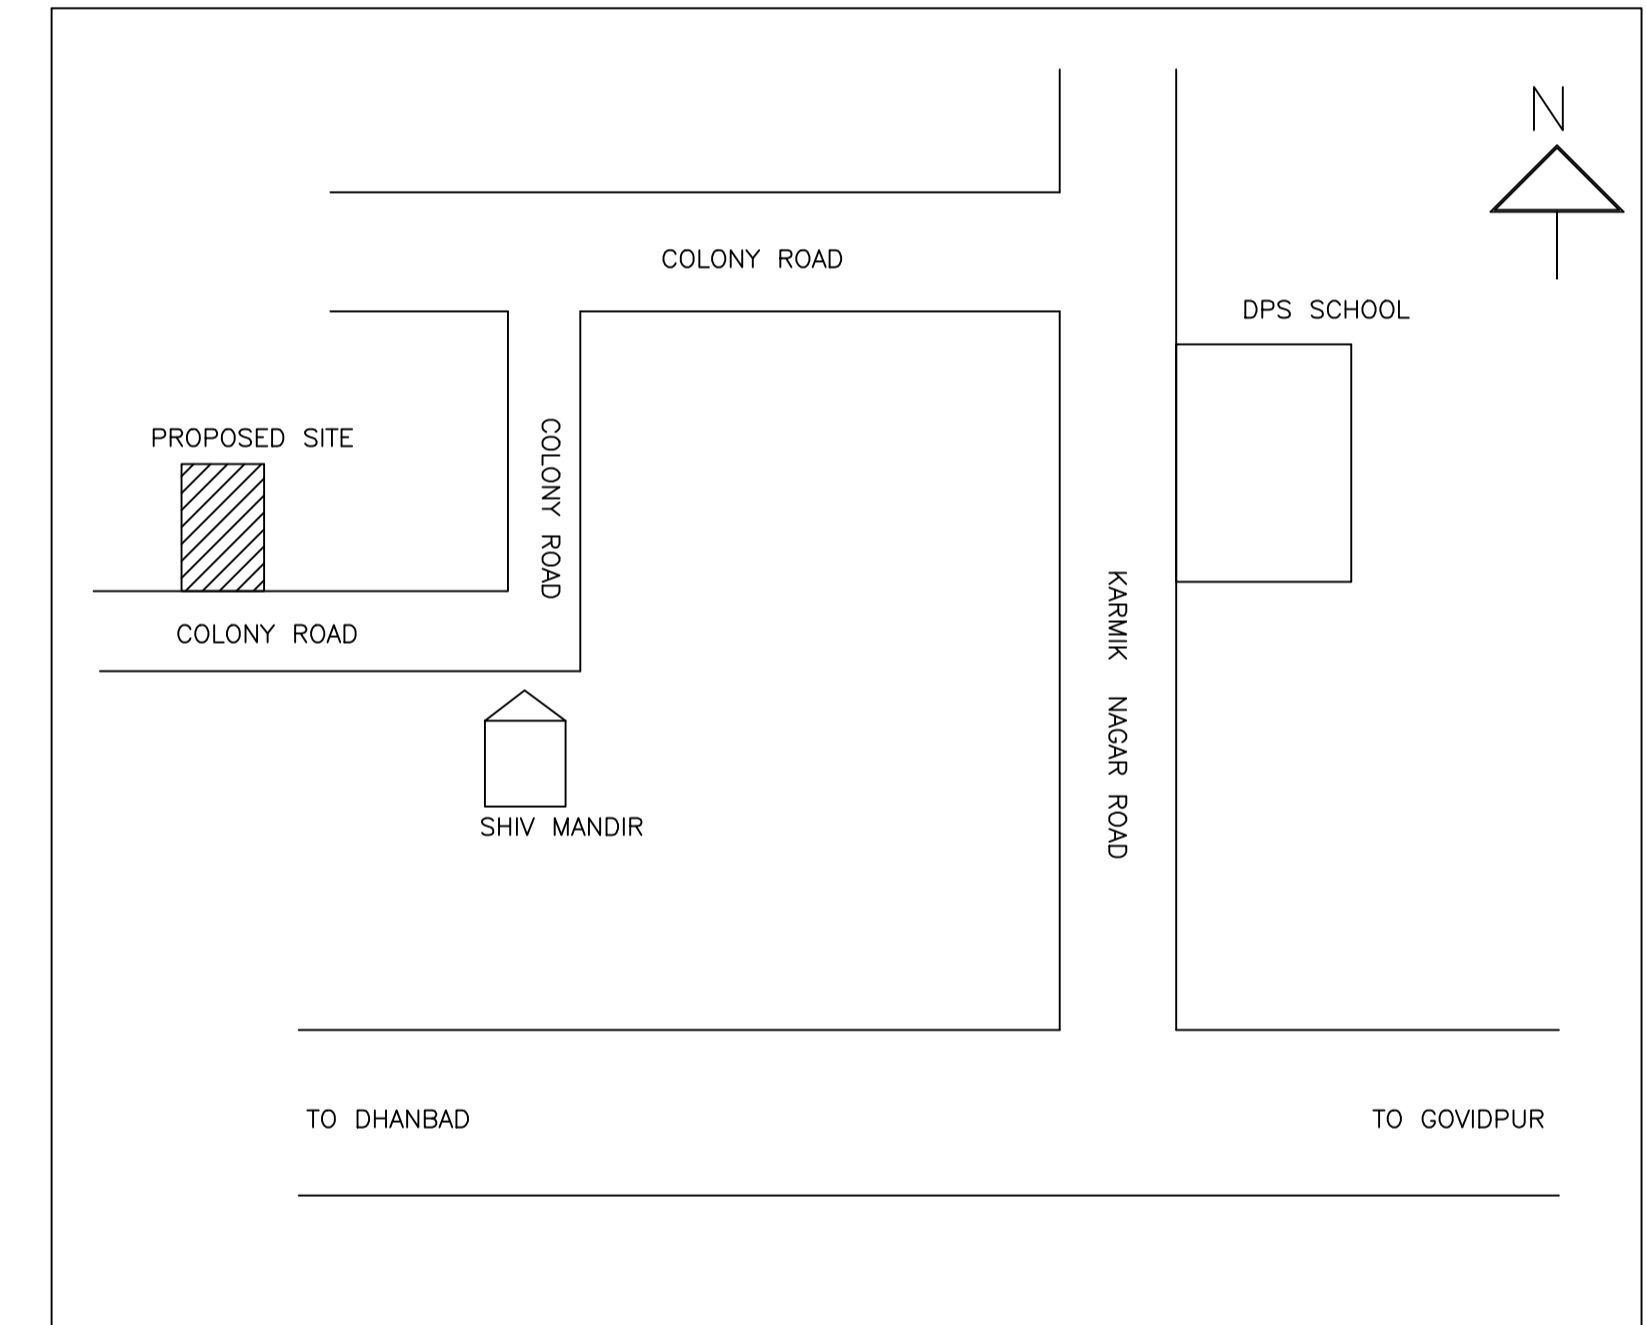 N
COLONY ROAD
DPS SCHOOL
PROPOSED SITE
COLONY ROAD
COLONY ROAD
KARMIK NAGAR ROAD
SHIV MANDIR
TO DHANBAD
TO GOVIDPUR